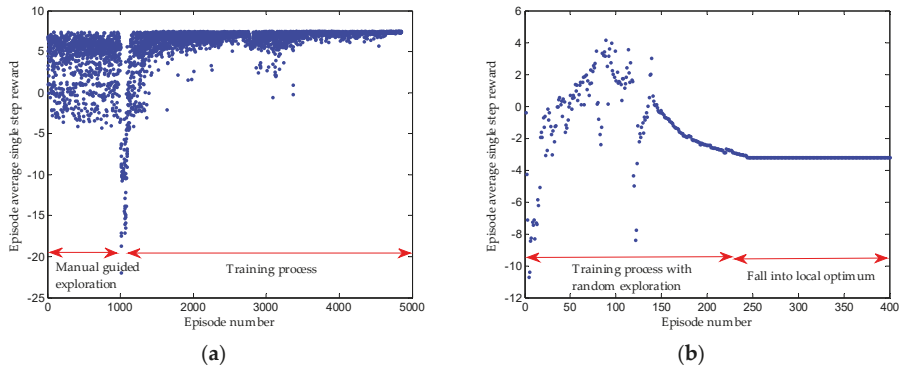 10
5
0
-5
-10
-15
-20
-25
Episode average single step reward
Manual guided
exploration
Training process
0
1000
2000
3000
4000
5000
Episode number
(a)
6
4
2
0
-2
-4
-6
-8
-10
-12
Episode average single step reward
Training process with
random exploration
Fall into local optimum
0
50
100
150
200
250
300
350
400
Episode number
(b)